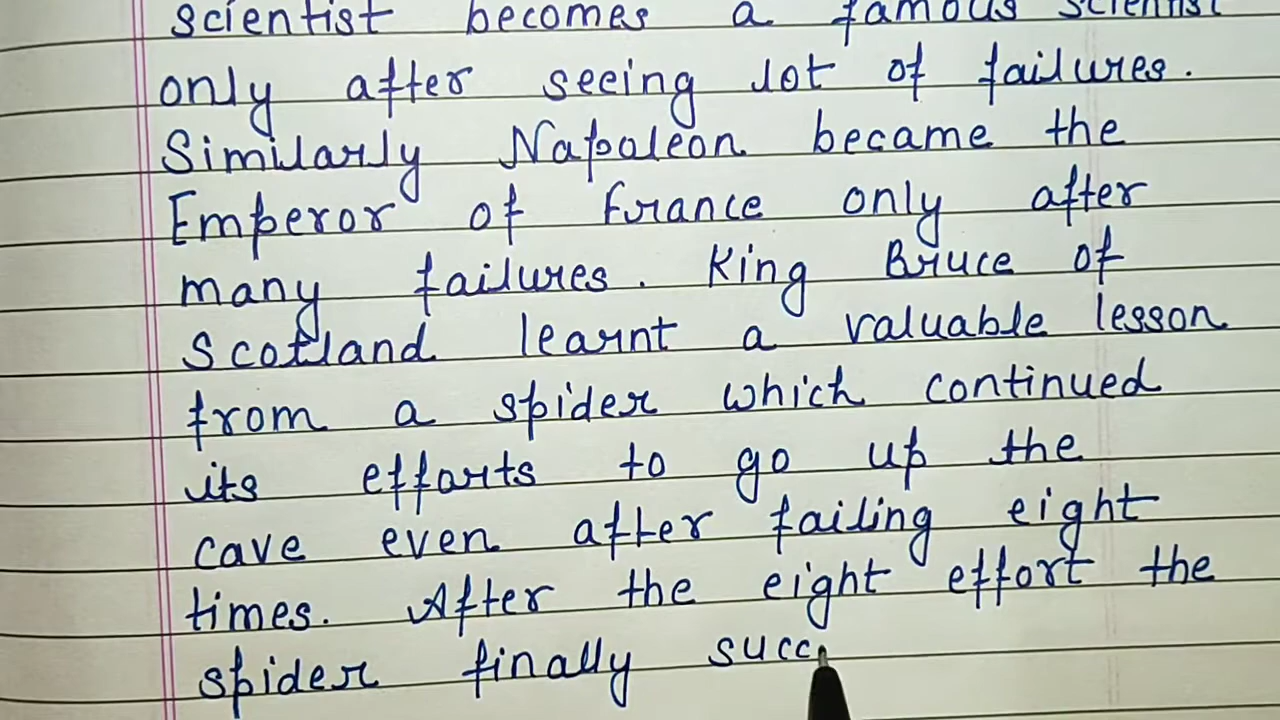 scientist becomes a famous scientist
only after seeing lot of failures.
Similarly Napoleon became the
Emperor of france only after
many failures. King Bruce of
Scotland learnt a valuable lesson
from a spider which continued
its efforts to go up the
cave even after failing eight
times. After the eight effort the
spider finally succ